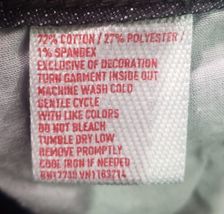 72% COTTON / 27% POLYESTER /
1% SPANDEX
EXCLUSIVE OF DECORATION
TURN GARMENT INSIDE OUT
MACHINE WASH COLD
GENTLE CYCLE
WITH LIKE COLORS
DO NOT BLEACH
TUMBLE DRY LOW
REMOVE PROMPTLY
COOL IRON IF NEEDED